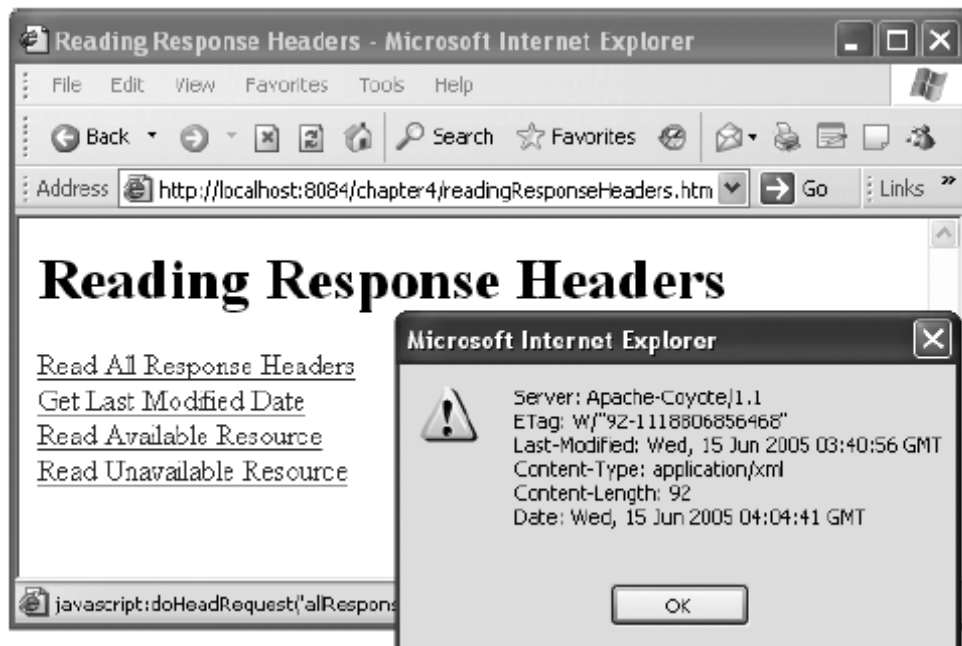 Reading Response Headers - Microsoft Internet Explorer
File Edit View Favorites Tools Help
Back Search Favorites
Address http://localhost:8084/chapter4/readingResponseHeaders.htm Go Links »
Reading Response Headers
Read All Response Headers
Get Last Modified Date
Read Available Resource
Read Unavailable Resource
Microsoft Internet Explorer
Server: Apache-Coyote/1.1
ETag: W/"92-1118806856468"
Last-Modified: Wed, 15 Jun 2005 03:40:56 GMT
Content-Type: application/xml
Content-Length: 92
Date: Wed, 15 Jun 2005 04:04:41 GMT
OK
javascript:doHeadRequest("allRespons